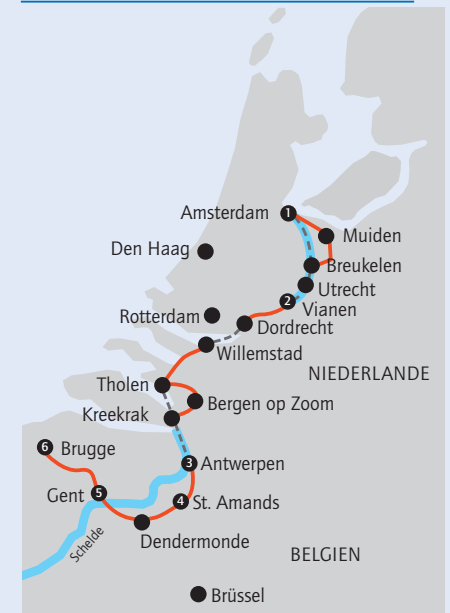 Amsterdam 1
Muiden
Den Haag
Breukelen
Utrecht
2 Vianen
Rotterdam
Dordrecht
Willemstad
NIEDERLANDE
Tholen
Bergen op Zoom
Kreekrak
6 Brugge
3 Antwerpen
Gent 5
4 St. Amands
Schelde
Dendermonde
BELGIEN
Brüssel